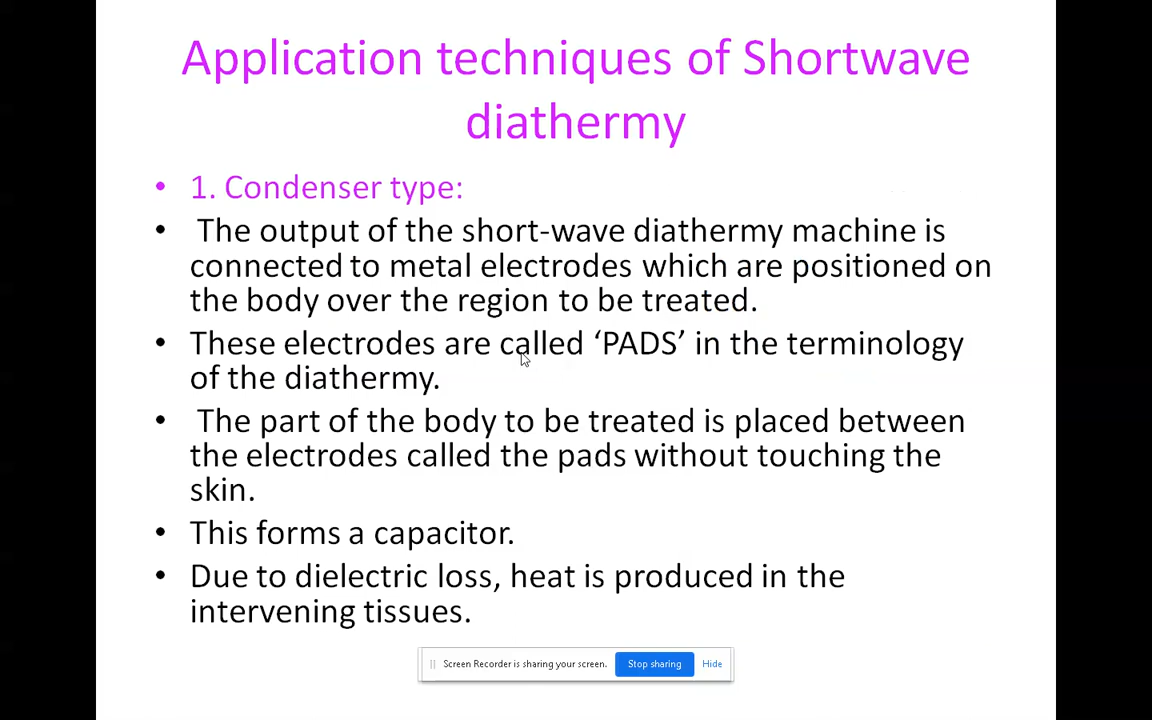 Application techniques of Shortwave
diathermy
• 1. Condenser type:
• The output of the short-wave diathermy machine is
connected to metal electrodes which are positioned on
the body over the region to be treated.
• These electrodes are called ‘PADS’ in the terminology
of the diathermy.
• The part of the body to be treated is placed between
the electrodes called the pads without touching the
skin.
• This forms a capacitor.
• Due to dielectric loss, heat is produced in the
intervening tissues.
Screen Recorder is sharing your screen. Stop sharing Hide